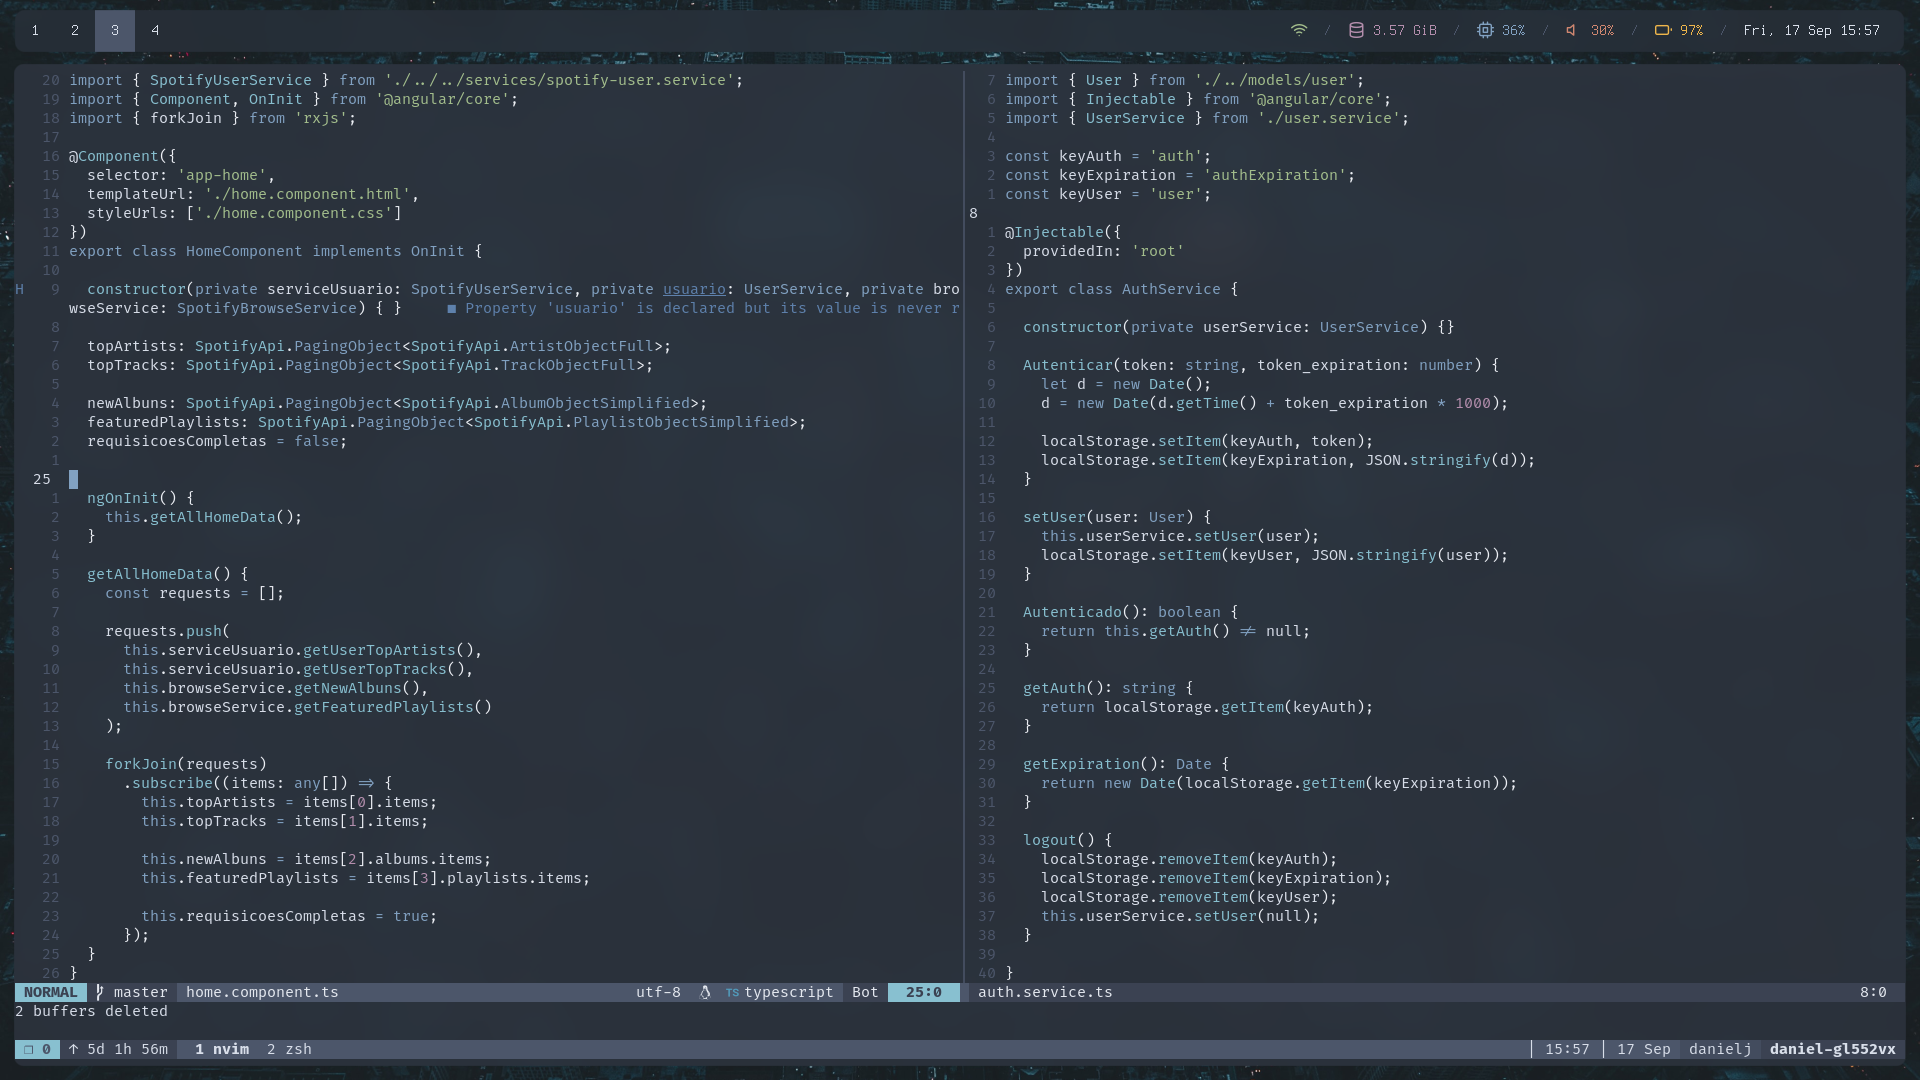 1 2 3 4 / 3.57 GiB / 36% / 30% / 97% / Fri, 17 Sep 15:57
20 import { SpotifyUserService } from './../../services/spotify-user.service';
19 import { Component, OnInit } from '@angular/core';
18 import { forkJoin } from 'rxjs';
17
16 @Component({
15   selector: 'app-home',
14   templateUrl: './home.component.html',
13   styleUrls: ['./home.component.css']
12 })
11 export class HomeComponent implements OnInit {
10
H 9   constructor(private serviceUsuario: SpotifyUserService, private usuario: UserService, private bro
wseService: SpotifyBrowseService) { }     ■ Property 'usuario' is declared but its value is never r
8
7   topArtists: SpotifyApi.PagingObject<SpotifyApi.ArtistObjectFull>;
6   topTracks: SpotifyApi.PagingObject<SpotifyApi.TrackObjectFull>;
5
4   newAlbuns: SpotifyApi.PagingObject<SpotifyApi.AlbumObjectSimplified>;
3   featuredPlaylists: SpotifyApi.PagingObject<SpotifyApi.PlaylistObjectSimplified>;
2   requisicoesCompletas = false;
1
25
1   ngOnInit() {
2     this.getAllHomeData();
3   }
4
5   getAllHomeData() {
6     const requests = [];
7
8     requests.push(
9       this.serviceUsuario.getUserTopArtists(),
10       this.serviceUsuario.getUserTopTracks(),
11       this.browseService.getNewAlbuns(),
12       this.browseService.getFeaturedPlaylists()
13     );
14
15     forkJoin(requests)
16       .subscribe((items: any[]) => {
17         this.topArtists = items[0].items;
18         this.topTracks = items[1].items;
19
20         this.newAlbuns = items[2].albums.items;
21         this.featuredPlaylists = items[3].playlists.items;
22
23         this.requisicoesCompletas = true;
24       });
25   }
26 }
7 import { User } from './../models/user';
6 import { Injectable } from '@angular/core';
5 import { UserService } from './user.service';
4
3 const keyAuth = 'auth';
2 const keyExpiration = 'authExpiration';
1 const keyUser = 'user';
8
1 @Injectable({
2   providedIn: 'root'
3 })
4 export class AuthService {
5
6   constructor(private userService: UserService) {}
7
8   Autenticar(token: string, token_expiration: number) {
9     let d = new Date();
10     d = new Date(d.getTime() + token_expiration * 1000);
11
12     localStorage.setItem(keyAuth, token);
13     localStorage.setItem(keyExpiration, JSON.stringify(d));
14   }
15
16   setUser(user: User) {
17     this.userService.setUser(user);
18     localStorage.setItem(keyUser, JSON.stringify(user));
19   }
20
21   Autenticado(): boolean {
22     return this.getAuth() != null;
23   }
24
25   getAuth(): string {
26     return localStorage.getItem(keyAuth);
27   }
28
29   getExpiration(): Date {
30     return new Date(localStorage.getItem(keyExpiration));
31   }
32
33   logout() {
34     localStorage.removeItem(keyAuth);
35     localStorage.removeItem(keyExpiration);
36     localStorage.removeItem(keyUser);
37     this.userService.setUser(null);
38   }
39
40 }
NORMAL master home.component.ts utf-8 TS typescript Bot 25:0 auth.service.ts 8:0
2 buffers deleted
❐ 0 ↑ 5d 1h 56m 1 nvim 2 zsh 15:57 17 Sep danielj daniel-gl552vx